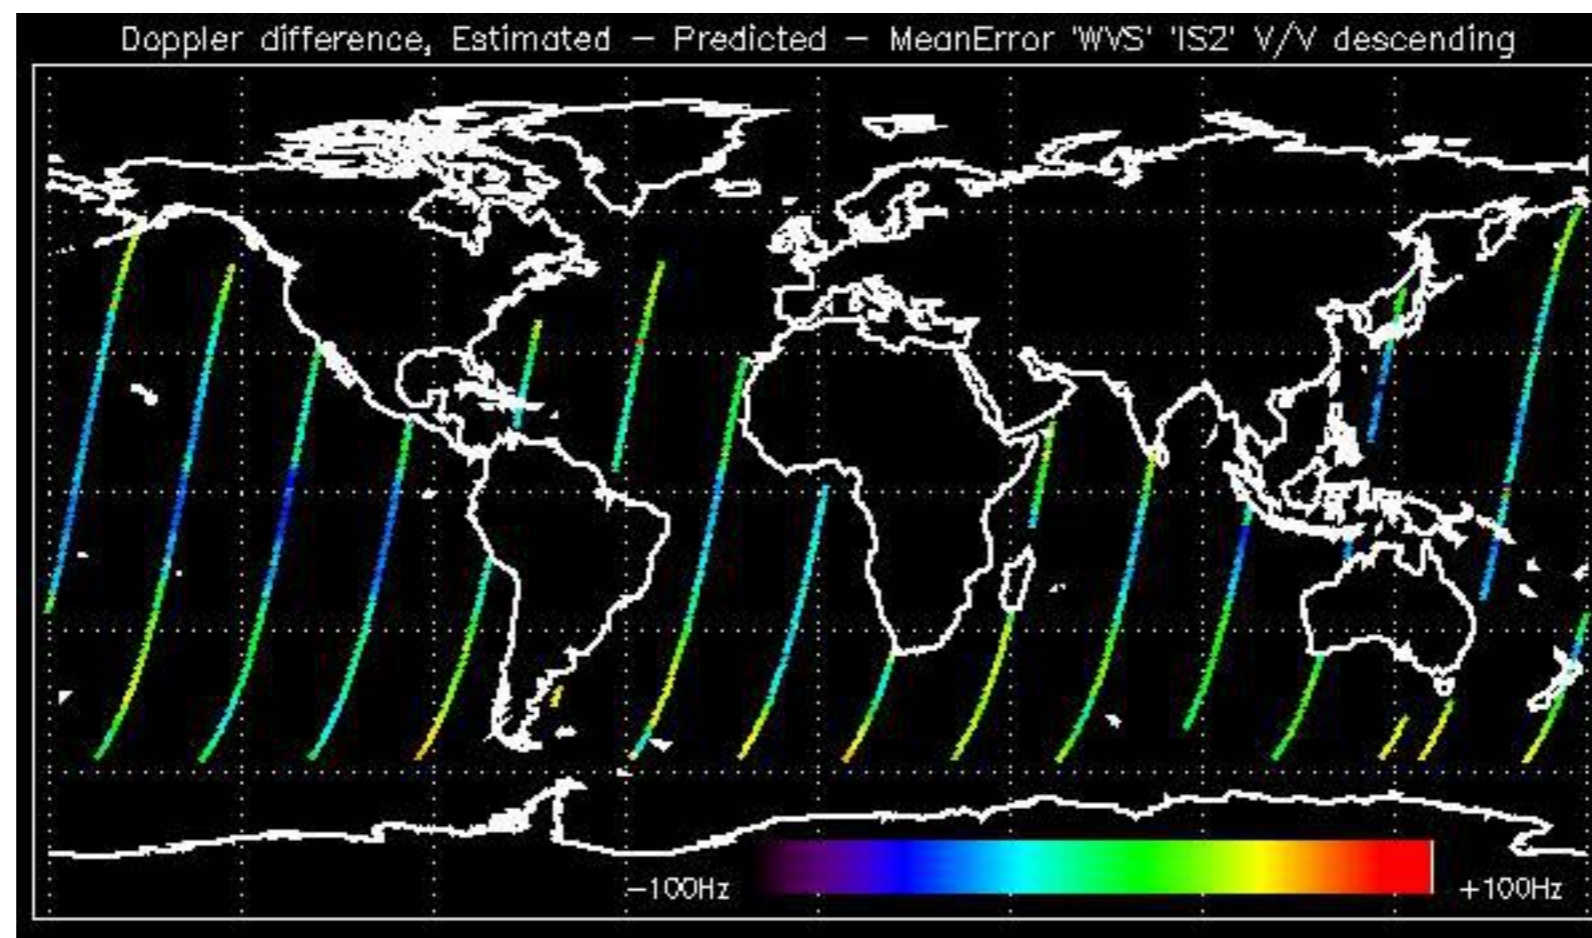 Doppler difference, Estimated – Predicted – MeanError 'WVS' 'IS2' V/V descending
–100Hz
+100Hz